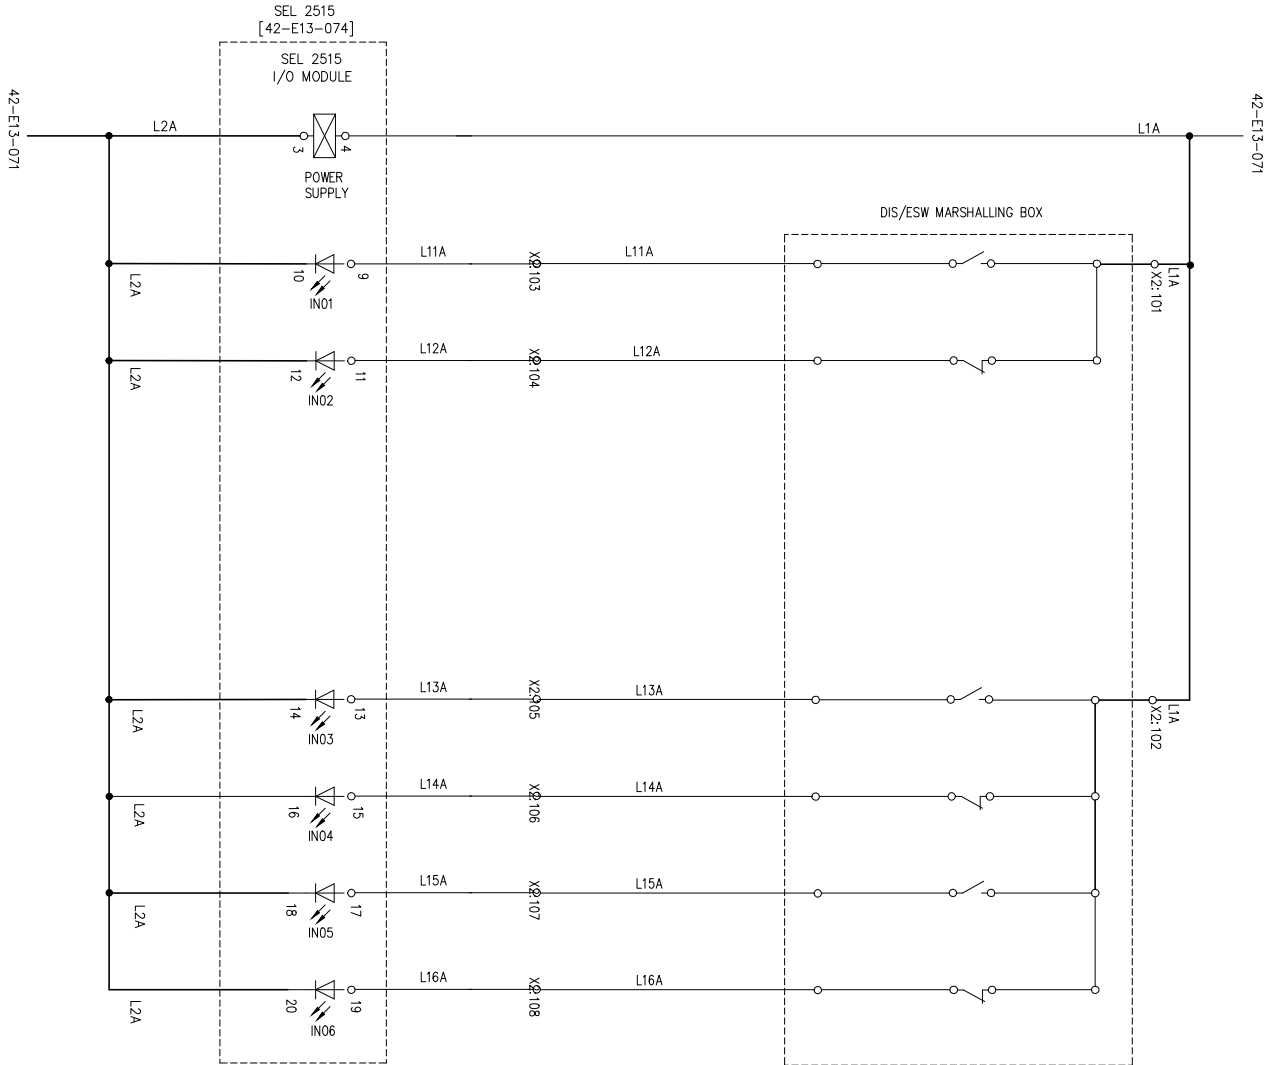 SEL 2515
[42-E13-074]
SEL 2515
I/O MODULE
42-E13-071
L2A
3
4
L1A
42-E13-071
POWER
SUPPLY
DIS/ESW MARSHALLING BOX
L2A
10
9
IN01
L11A
X2:103
L11A
X2:101
L1A
L2A
12
11
IN02
L12A
X2:104
L12A
L2A
14
13
IN03
L13A
X2:105
L13A
X2:102
L1A
L2A
16
15
IN04
L14A
X2:106
L14A
L2A
18
17
IN05
L15A
X2:107
L15A
L2A
20
19
IN06
L16A
X2:108
L16A